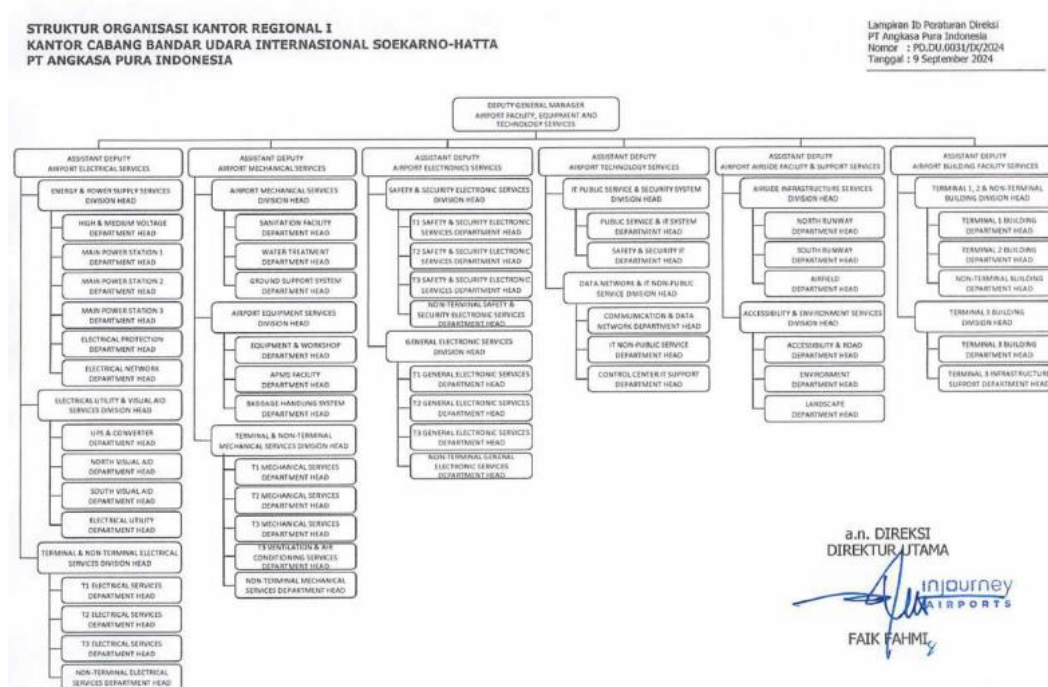 STRUKTUR ORGANISASI KANTOR REGIONAL I
KANTOR CABANG BANDAR UDARA INTERNASIONAL SOEKARNO-HATTA
PT ANGKASA PURA INDONESIA
Lampiran Ib Peraturan Direksi
PT Angkasa Pura Indonesia
Nomor : PD.DU.0031/IX/2024
Tanggal : 9 September 2024
DEPUTY GENERAL MANAGER
AIRPORT FACILITY, EQUIPMENT AND
TECHNOLOGY SERVICES
ASSISTANT DEPUTY
AIRPORT ELECTRICAL SERVICES
ENERGY & POWER SUPPLY SERVICES
DIVISION HEAD
HIGH & MEDIUM VOLTAGE
DEPARTMENT HEAD
MAIN POWER STATION 1
DEPARTMENT HEAD
MAIN POWER STATION 2
DEPARTMENT HEAD
MAIN POWER STATION 3
DEPARTMENT HEAD
ELECTRICAL PROTECTION
DEPARTMENT HEAD
ELECTRICAL NETWORK
DEPARTMENT HEAD
ELECTRICAL UTILITY & VISUAL AID
SERVICES DIVISION HEAD
UPS & CONVERTER
DEPARTMENT HEAD
NORTH VISUAL AID
DEPARTMENT HEAD
SOUTH VISUAL AID
DEPARTMENT HEAD
ELECTRICAL UTILITY
DEPARTMENT HEAD
TERMINAL & NON-TERMINAL ELECTRICAL
SERVICES DIVISION HEAD
T1 ELECTRICAL SERVICES
DEPARTMENT HEAD
T2 ELECTRICAL SERVICES
DEPARTMENT HEAD
T3 ELECTRICAL SERVICES
DEPARTMENT HEAD
NON-TERMINAL ELECTRICAL
SERVICES DEPARTMENT HEAD
ASSISTANT DEPUTY
AIRPORT MECHANICAL SERVICES
AIRPORT MECHANICAL SERVICES
DIVISION HEAD
SANITATION FACILITY
DEPARTMENT HEAD
WATER TREATMENT
DEPARTMENT HEAD
GROUND SUPPORT SYSTEM
DEPARTMENT HEAD
AIRPORT EQUIPMENT SERVICES
DIVISION HEAD
EQUIPMENT & WORKSHOP
DEPARTMENT HEAD
APMS FACILITY
DEPARTMENT HEAD
BAGGAGE HANDLING SYSTEM
DEPARTMENT HEAD
TERMINAL & NON-TERMINAL
MECHANICAL SERVICES DIVISION HEAD
T1 MECHANICAL SERVICES
DEPARTMENT HEAD
T2 MECHANICAL SERVICES
DEPARTMENT HEAD
T3 MECHANICAL SERVICES
DEPARTMENT HEAD
T3 VENTILATION & AIR
CONDITIONING SERVICES
DEPARTMENT HEAD
NON-TERMINAL MECHANICAL
SERVICES DEPARTMENT HEAD
ASSISTANT DEPUTY
AIRPORT ELECTRONICS SERVICES
SAFETY & SECURITY ELECTRONIC SERVICES
DIVISION HEAD
T1 SAFETY & SECURITY ELECTRONIC
SERVICES DEPARTMENT HEAD
T2 SAFETY & SECURITY ELECTRONIC
SERVICES DEPARTMENT HEAD
T3 SAFETY & SECURITY ELECTRONIC
SERVICES DEPARTMENT HEAD
NON-TERMINAL SAFETY &
SECURITY ELECTRONIC SERVICES
DEPARTMENT HEAD
GENERAL ELECTRONIC SERVICES
DIVISION HEAD
T1 GENERAL ELECTRONIC SERVICES
DEPARTMENT HEAD
T2 GENERAL ELECTRONIC SERVICES
DEPARTMENT HEAD
T3 GENERAL ELECTRONIC SERVICES
DEPARTMENT HEAD
NON-TERMINAL GENERAL
ELECTRONIC SERVICES
DEPARTMENT HEAD
ASSISTANT DEPUTY
AIRPORT TECHNOLOGY SERVICES
IT PUBLIC SERVICE & SECURITY SYSTEM
DIVISION HEAD
PUBLIC SERVICE & IT SYSTEM
DEPARTMENT HEAD
SAFETY & SECURITY IT
DEPARTMENT HEAD
DATA NETWORK & IT NON-PUBLIC
SERVICE DIVISION HEAD
COMMUNICATION & DATA
NETWORK DEPARTMENT HEAD
IT NON-PUBLIC SERVICE
DEPARTMENT HEAD
CONTROL CENTER IT SUPPORT
DEPARTMENT HEAD
ASSISTANT DEPUTY
AIRPORT AIRSIDE FACILITY & SUPPORT SERVICES
AIRSIDE INFRASTRUCTURE SERVICES
DIVISION HEAD
NORTH RUNWAY
DEPARTMENT HEAD
SOUTH RUNWAY
DEPARTMENT HEAD
AIRFIELD
DEPARTMENT HEAD
ACCESSIBILITY & ENVIRONMENT SERVICES
DIVISION HEAD
ACCESSIBILITY & ROAD
DEPARTMENT HEAD
ENVIRONMENT
DEPARTMENT HEAD
LANDSCAPE
DEPARTMENT HEAD
ASSISTANT DEPUTY
AIRPORT BUILDING FACILITY SERVICES
TERMINAL 1, 2 & NON-TERMINAL
BUILDING DIVISION HEAD
TERMINAL 1 BUILDING
DEPARTMENT HEAD
TERMINAL 2 BUILDING
DEPARTMENT HEAD
NON-TERMINAL BUILDING
DEPARTMENT HEAD
TERMINAL 3 BUILDING
DIVISION HEAD
TERMINAL 3 BUILDING
DEPARTMENT HEAD
TERMINAL 3 INFRASTRUCTURE
SUPPORT DEPARTMENT HEAD
a.n. DIREKSI
DIREKTUR UTAMA
injourney
AIRPORTS
FAIK FAHMI